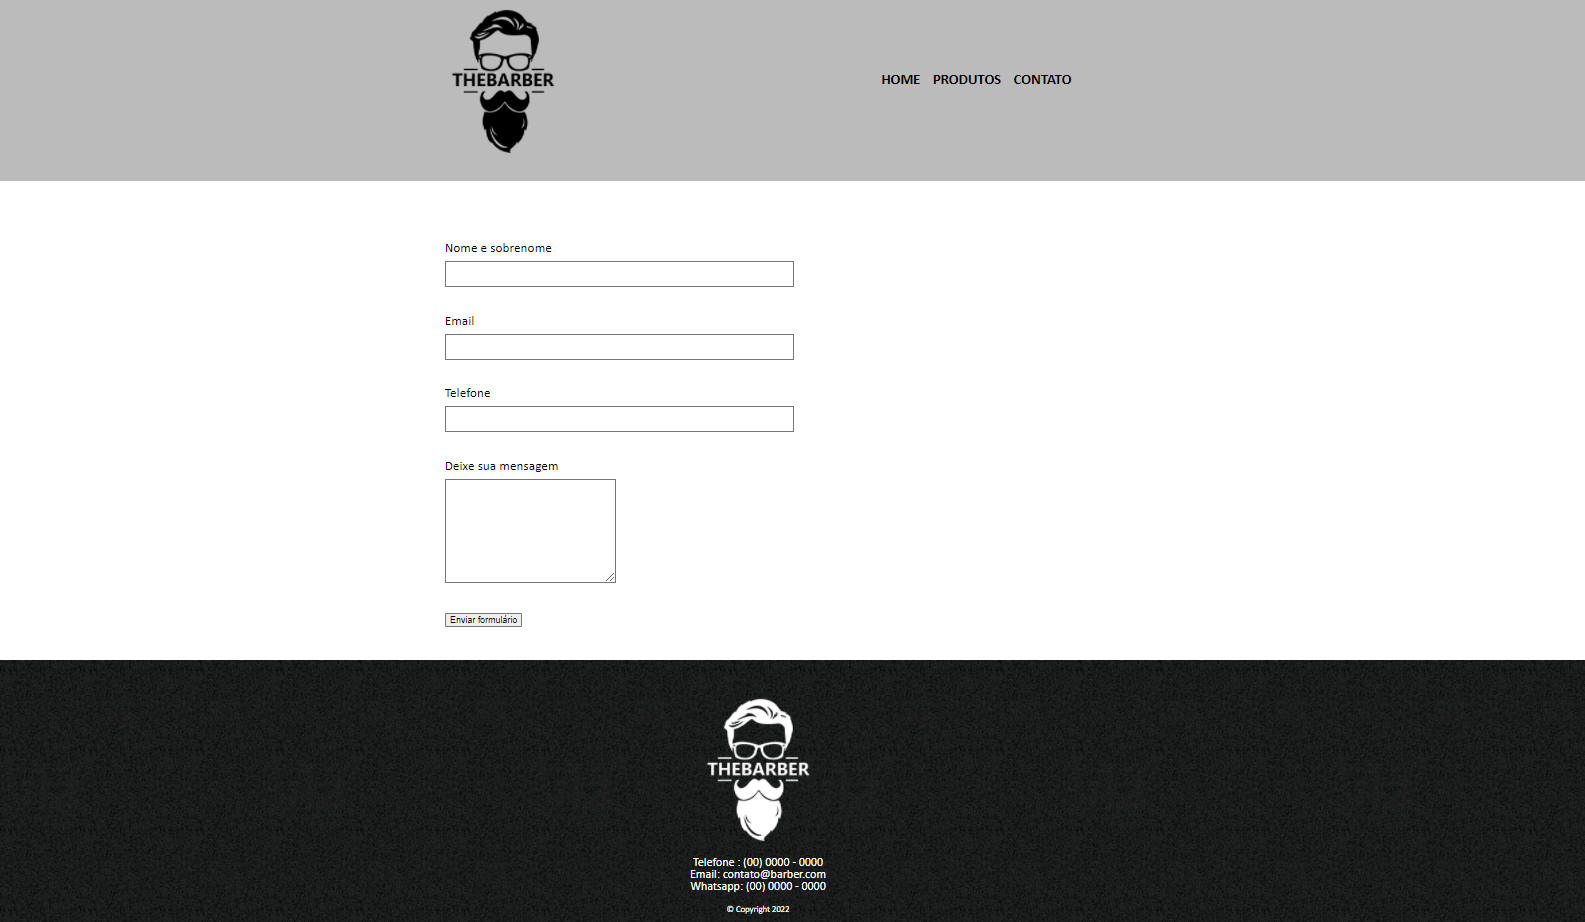 THEBARBER
HOME PRODUTOS CONTATO
Nome e sobrenome
Email
Telefone
Deixe sua mensagem
Enviar formulário
THEBARBER
Telefone : (00) 0000 - 0000
Email: contato@barber.com
Whatsapp: (00) 0000 - 0000
© Copyright 2022